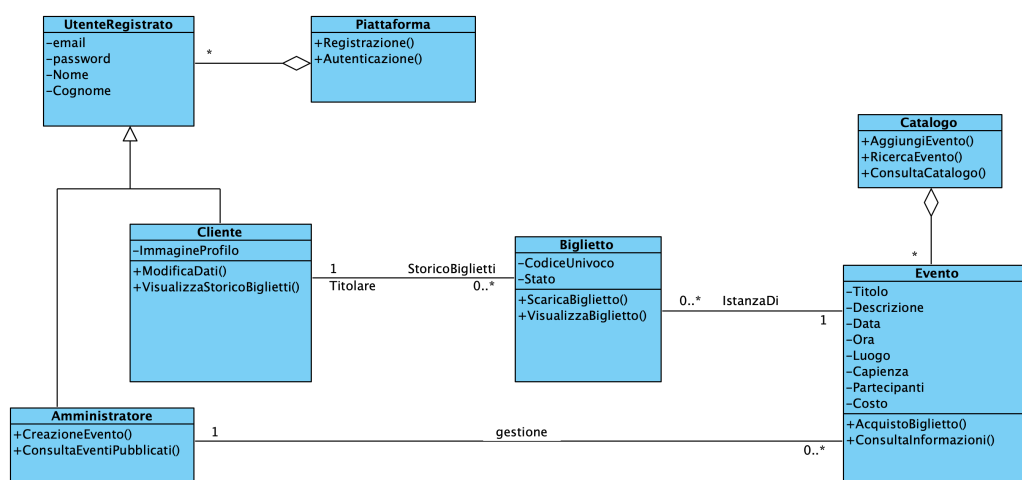 UtenteRegistrato
-email
-password
-Nome
-Cognome
*
Piattaforma
+Registrazione()
+Autenticazione()
Catalogo
+AggiungiEvento()
+RicercaEvento()
+ConsultaCatalogo()
*
Cliente
-ImmagineProfilo
+ModificaDati()
+VisualizzaStoricoBiglietti()
1
Titolare
StoricoBiglietti
0..*
Biglietto
-CodiceUnivoco
-Stato
+ScaricaBiglietto()
+VisualizzaBiglietto()
0..*
IstanzaDi
1
Evento
-Titolo
-Descrizione
-Data
-Ora
-Luogo
-Capienza
-Partecipanti
-Costo
+AcquistoBiglietto()
+ConsultaInformazioni()
Amministratore
+CreazioneEvento()
+ConsultaEventiPubblicati()
1
gestione
0..*